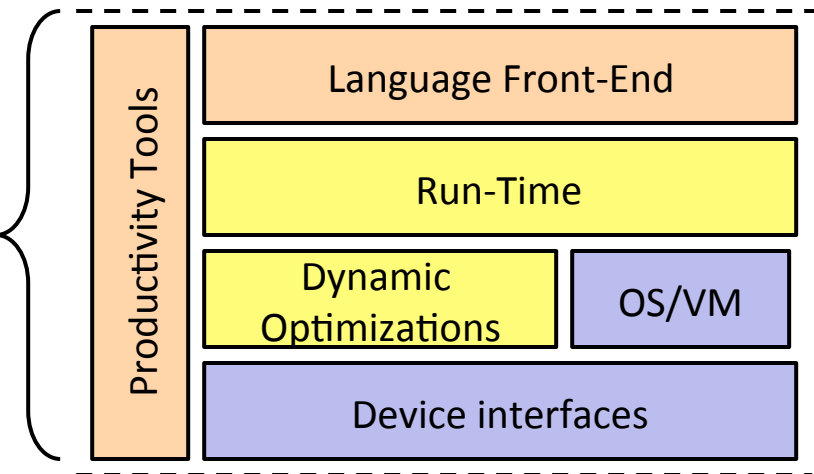 Productivity Tools
Language Front-End
Run-Time
Dynamic
Optimizations
OS/VM
Device interfaces